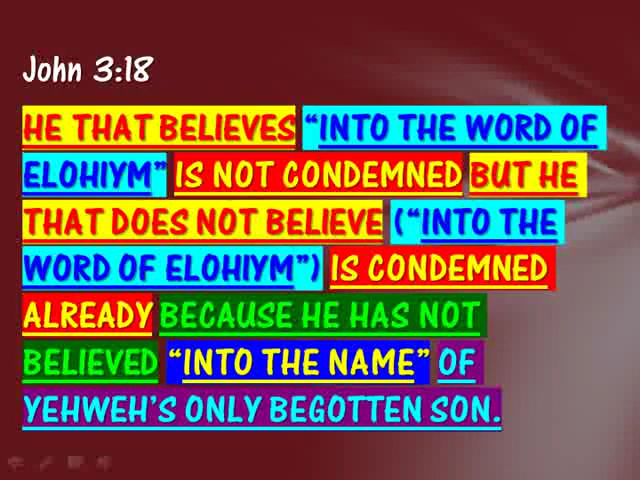 John 3:18
HE THAT BELIEVES “INTO THE WORD OF
ELOHIYM” IS NOT CONDEMNED BUT HE
THAT DOES NOT BELIEVE (“INTO THE
WORD OF ELOHIYM”) IS CONDEMNED
ALREADY BECAUSE HE HAS NOT
BELIEVED “INTO THE NAME” OF
YEHWEH’S ONLY BEGOTTEN SON.